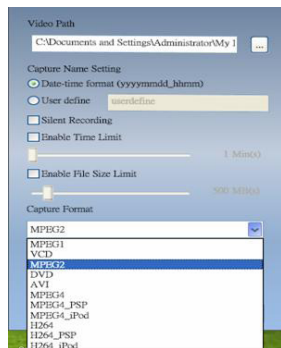 Video Path
C:\Documents and Settings\Administrator\My
...
Capture Name Setting
Date-time format (yyyymmdd_hhmm)
User define
userdefine
Silent Recording
Enable Time Limit
1 Min(s)
Enable File Size Limit
500 MB(s)
Capture Format
MPEG2
MPEG1
VCD
MPEG2
DVD
AVI
MPEG4
MPEG4_PSP
MPEG4_iPod
H264
H264_PSP
H264_iPod